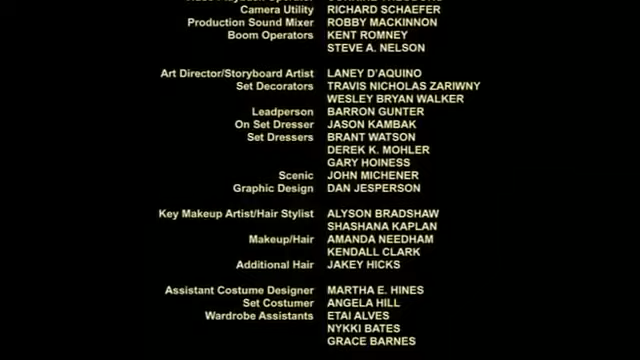 Camera Utility RICHARD SCHAEFER
Production Sound Mixer ROBBY MACKINNON
Boom Operators KENT ROMNEY
STEVE A. NELSON
Art Director/Storyboard Artist LANEY D'AQUINO
Set Decorators TRAVIS NICHOLAS ZARIWNY
WESLEY BRYAN WALKER
Leadperson BARRON GUNTER
On Set Dresser JASON KAMBAK
Set Dressers BRANT WATSON
DEREK K. MOHLER
GARY HOINESS
Scenic JOHN MICHENER
Graphic Design DAN JESPERSON
Key Makeup Artist/Hair Stylist ALYSON BRADSHAW
SHASHANA KAPLAN
Makeup/Hair AMANDA NEEDHAM
KENDALL CLARK
Additional Hair JAKEY HICKS
Assistant Costume Designer MARTHA E. HINES
Set Costumer ANGELA HILL
Wardrobe Assistants ETAI ALVES
NYKKI BATES
GRACE BARNES